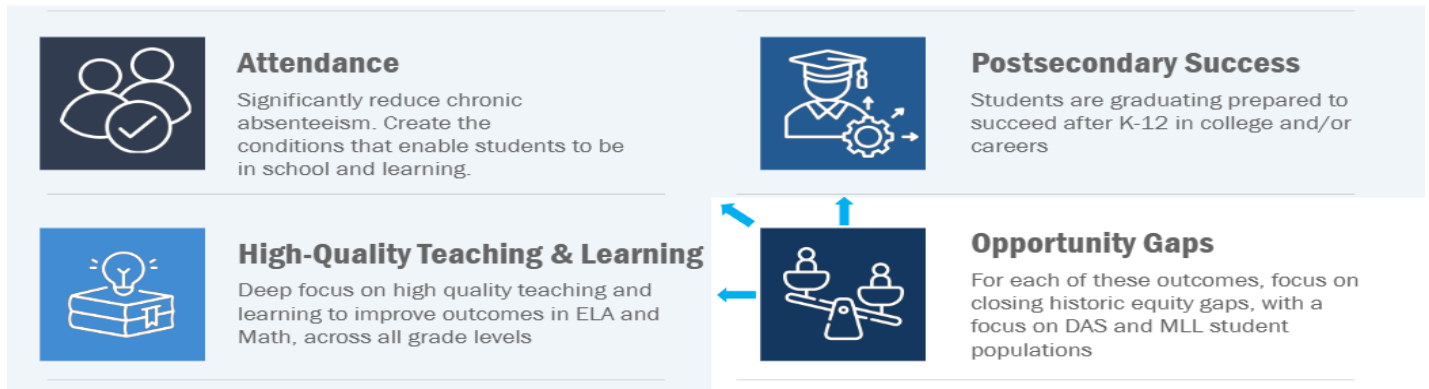 Attendance
Significantly reduce chronic
absenteeism. Create the
conditions that enable students to be
in school and learning.
Postsecondary Success
Students are graduating prepared to
succeed after K-12 in college and/or
careers
High-Quality Teaching & Learning
Deep focus on high quality teaching and
learning to improve outcomes in ELA and
Math, across all grade levels
Opportunity Gaps
For each of these outcomes, focus on
closing historic equity gaps, with a
focus on DAS and MLL student
populations